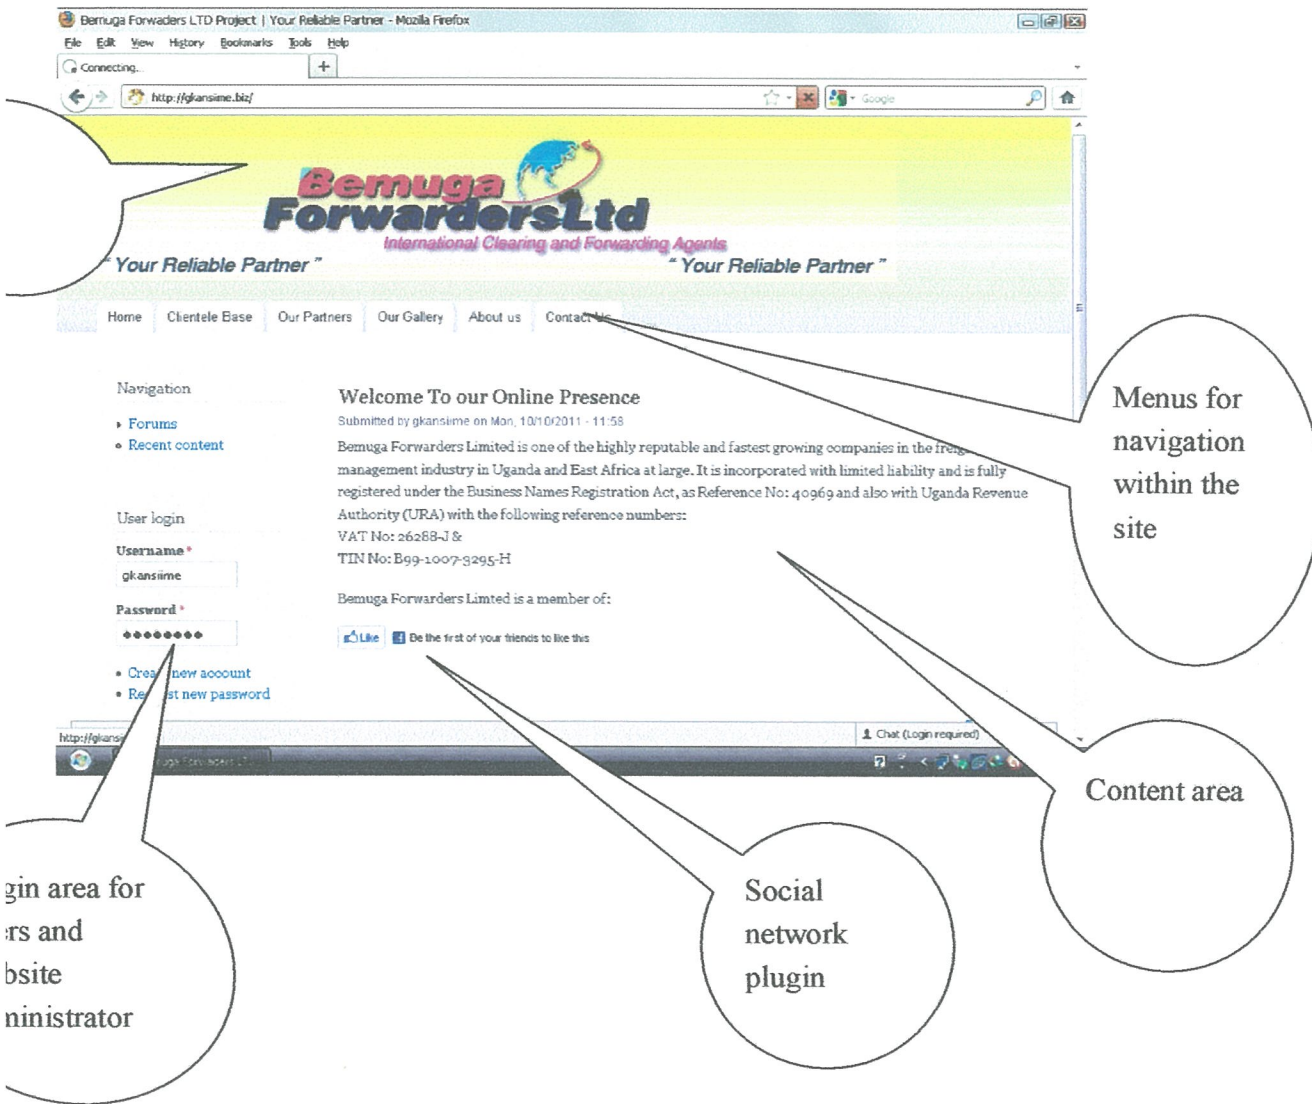 Bemuga Forwaders LTD Project | Your Reliable Partner - Mozilla Firefox
File Edit View History Bookmarks Tools Help
Connecting...
http://gkansiime.biz/
Google
Bemuga
ForwardersLtd
International Clearing and Forwarding Agents
" Your Reliable Partner "
" Your Reliable Partner "
Home Clientele Base Our Partners Our Gallery About us Contact Us
Navigation
Forums
Recent content
User login
Username *
gkansiime
Password *
Create new account
Request new password
Welcome To our Online Presence
Submitted by gkansiime on Mon, 10/10/2011 - 11:58
Bemuga Forwarders Limited is one of the highly reputable and fastest growing companies in the
management industry in Uganda and East Africa at large. It is incorporated with limited liability and is fully
registered under the Business Names Registration Act, as Reference No: 40969 and also with Uganda Revenue
Authority (URA) with the following reference numbers:
VAT No: 26288-J &
TIN No: B99-1007-3295-H
Bemuga Forwarders Limted is a member of:
Like Be the first of your friends to like this
Chat (Login required)
Menus for
navigation
within the
site
Content area
Social
network
plugin
gin area for
ers and
bsite
ministrator